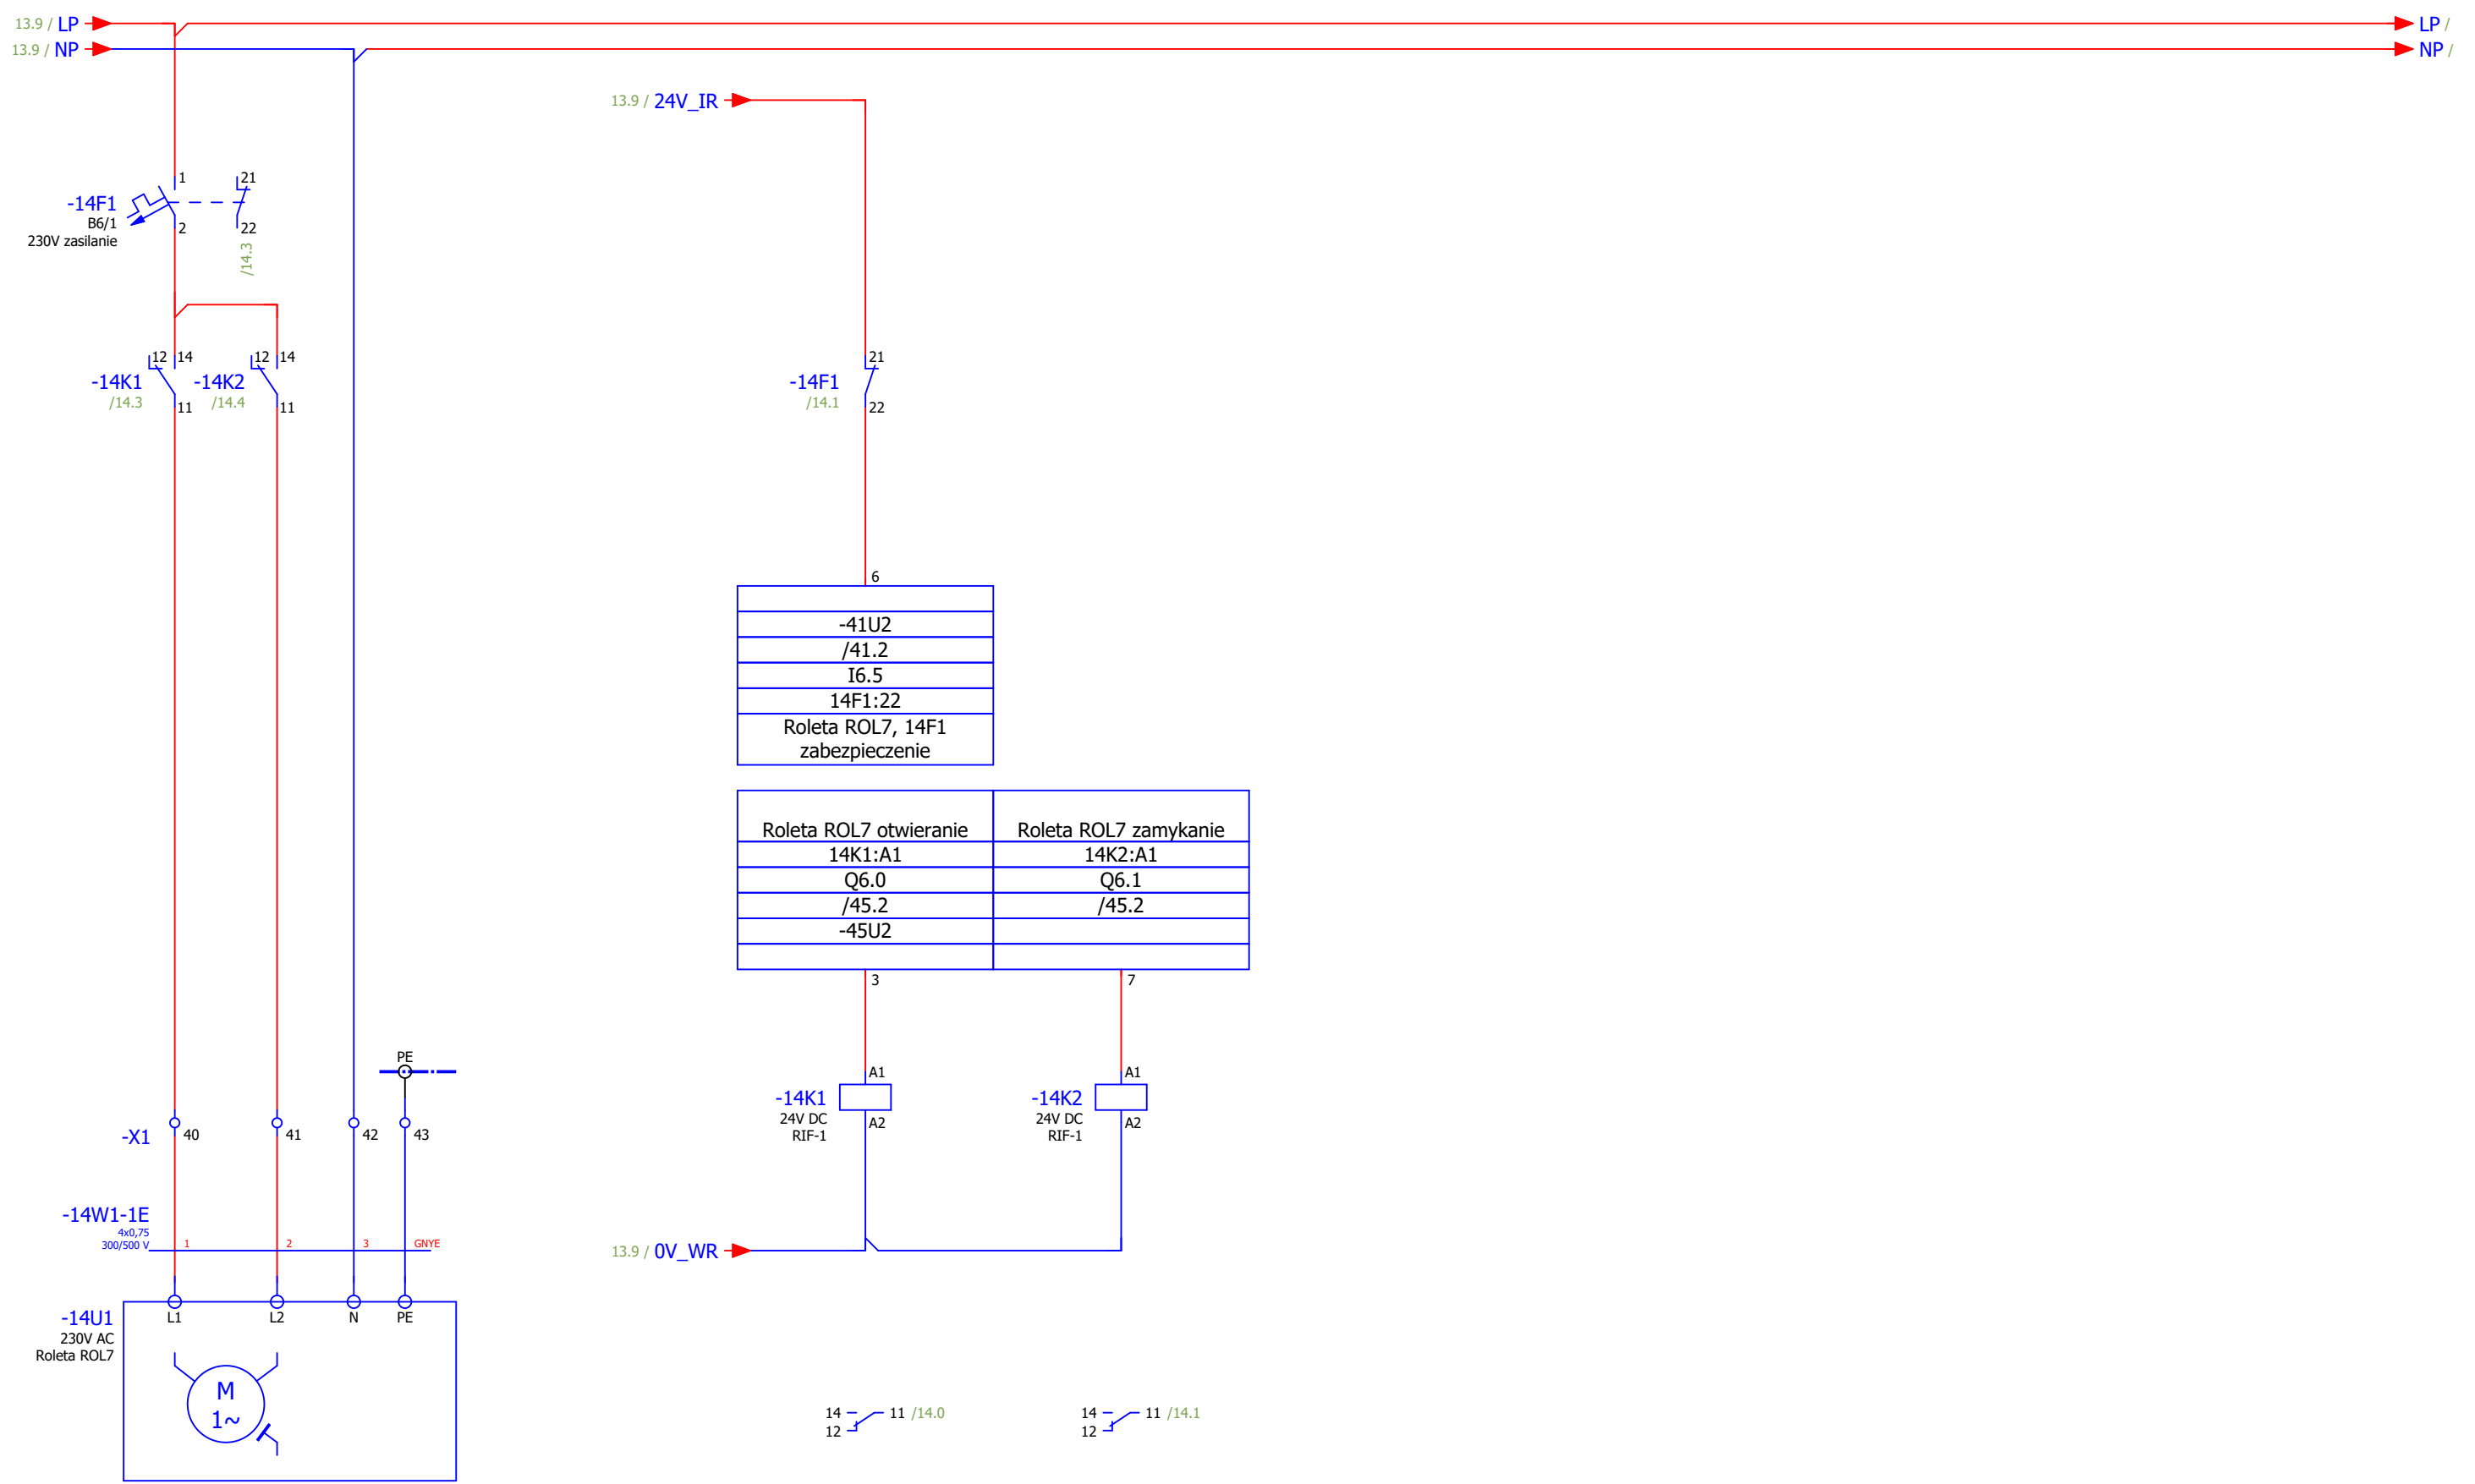 13.9 / LP
LP /
13.9 / NP
NP /
13.9 / 24V_IR
-14F1
B6/1
230V zasilanie
1
2
21
22
/14.3
-14K1
/14.3
12
14
11
-14K2
/14.4
12
14
11
-14F1
/14.1
21
22
6
-41U2
/41.2
I6.5
14F1:22
Roleta ROL7, 14F1
zabezpieczenie
Roleta ROL7 otwieranie
Roleta ROL7 zamykanie
14K1:A1
14K2:A1
Q6.0
Q6.1
/45.2
/45.2
-45U2
3
7
PE
-X1
40
41
42
43
-14K1
24V DC
RIF-1
A1
A2
-14K2
24V DC
RIF-1
A1
A2
-14W1-1E
4x0,75
300/500 V
1
2
3
GNYE
13.9 / 0V_WR
-14U1
230V AC
Roleta ROL7
L1
L2
N
PE
M
1~
14
11 /14.0
12
14
11 /14.1
12